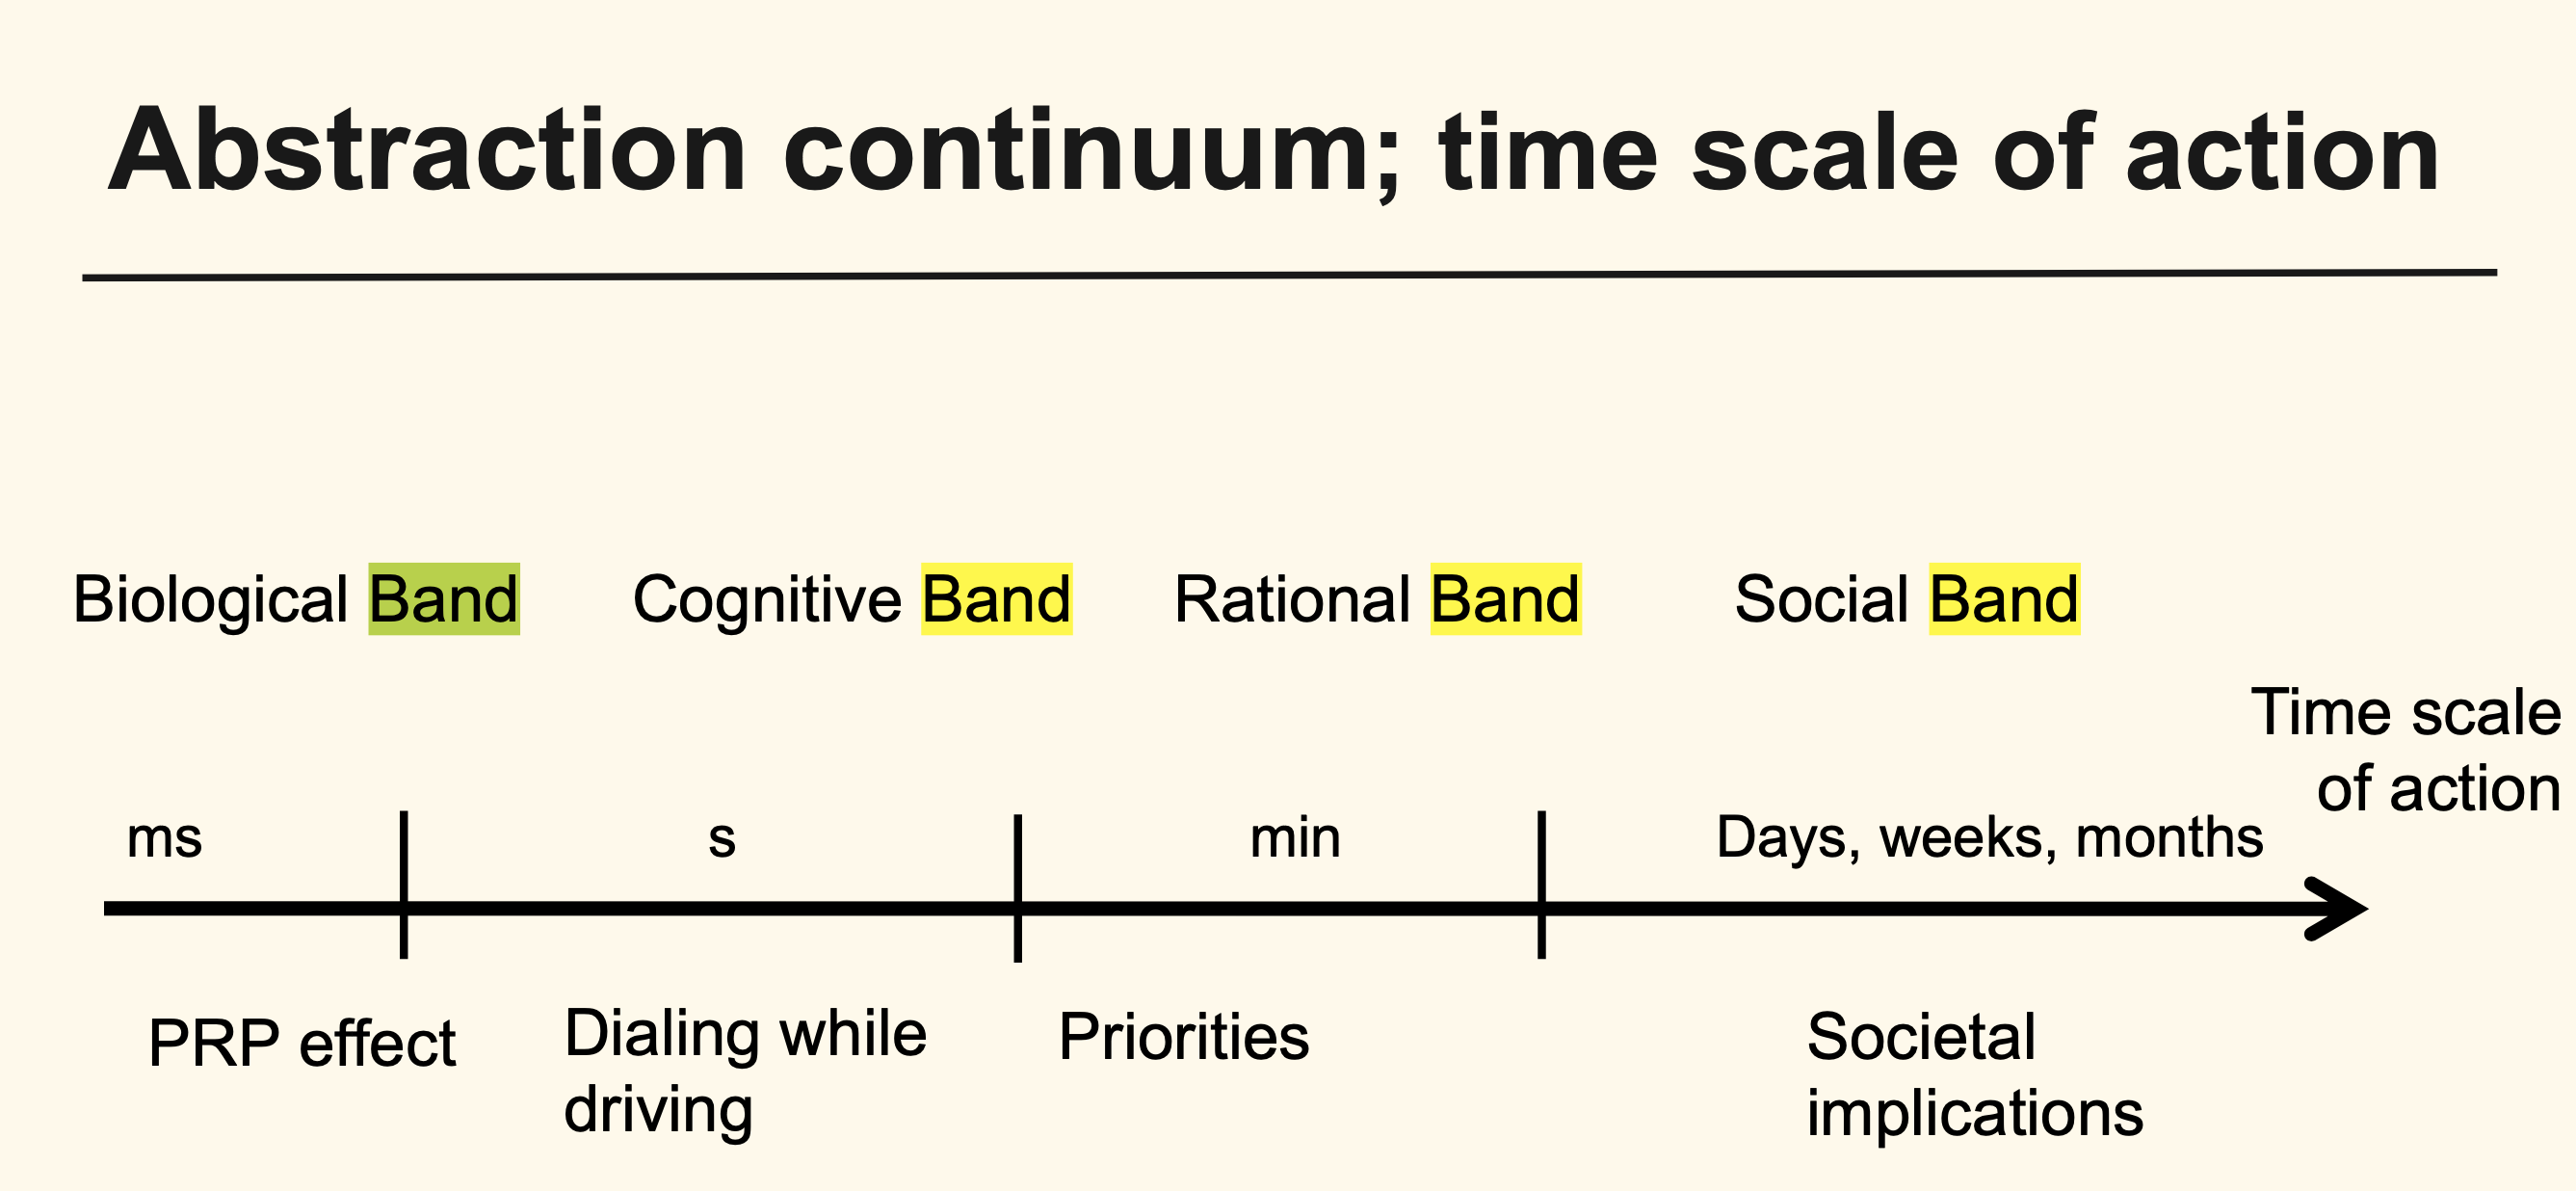 Abstraction continuum; time scale of action
Biological Band
Cognitive Band
Rational Band
Social Band
Time scale
of action
ms
s
min
Days, weeks, months
PRP effect
Dialing while
driving
Priorities
Societal
implications